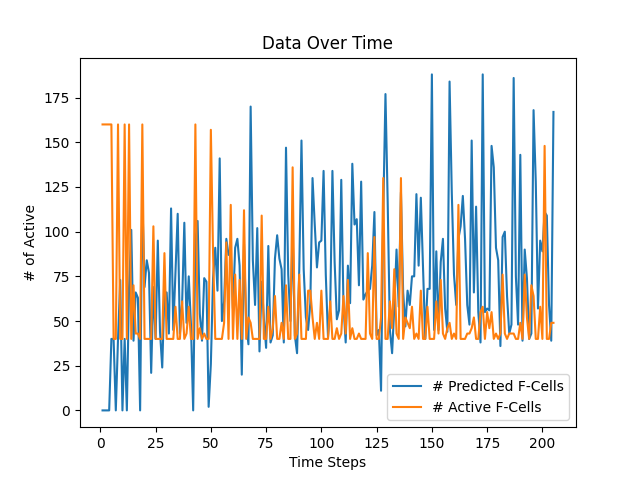 Data Over Time
# of Active
175
150
125
100
75
50
25
0
0 25 50 75 100 125 150 175 200
Time Steps
# Predicted F-Cells
# Active F-Cells